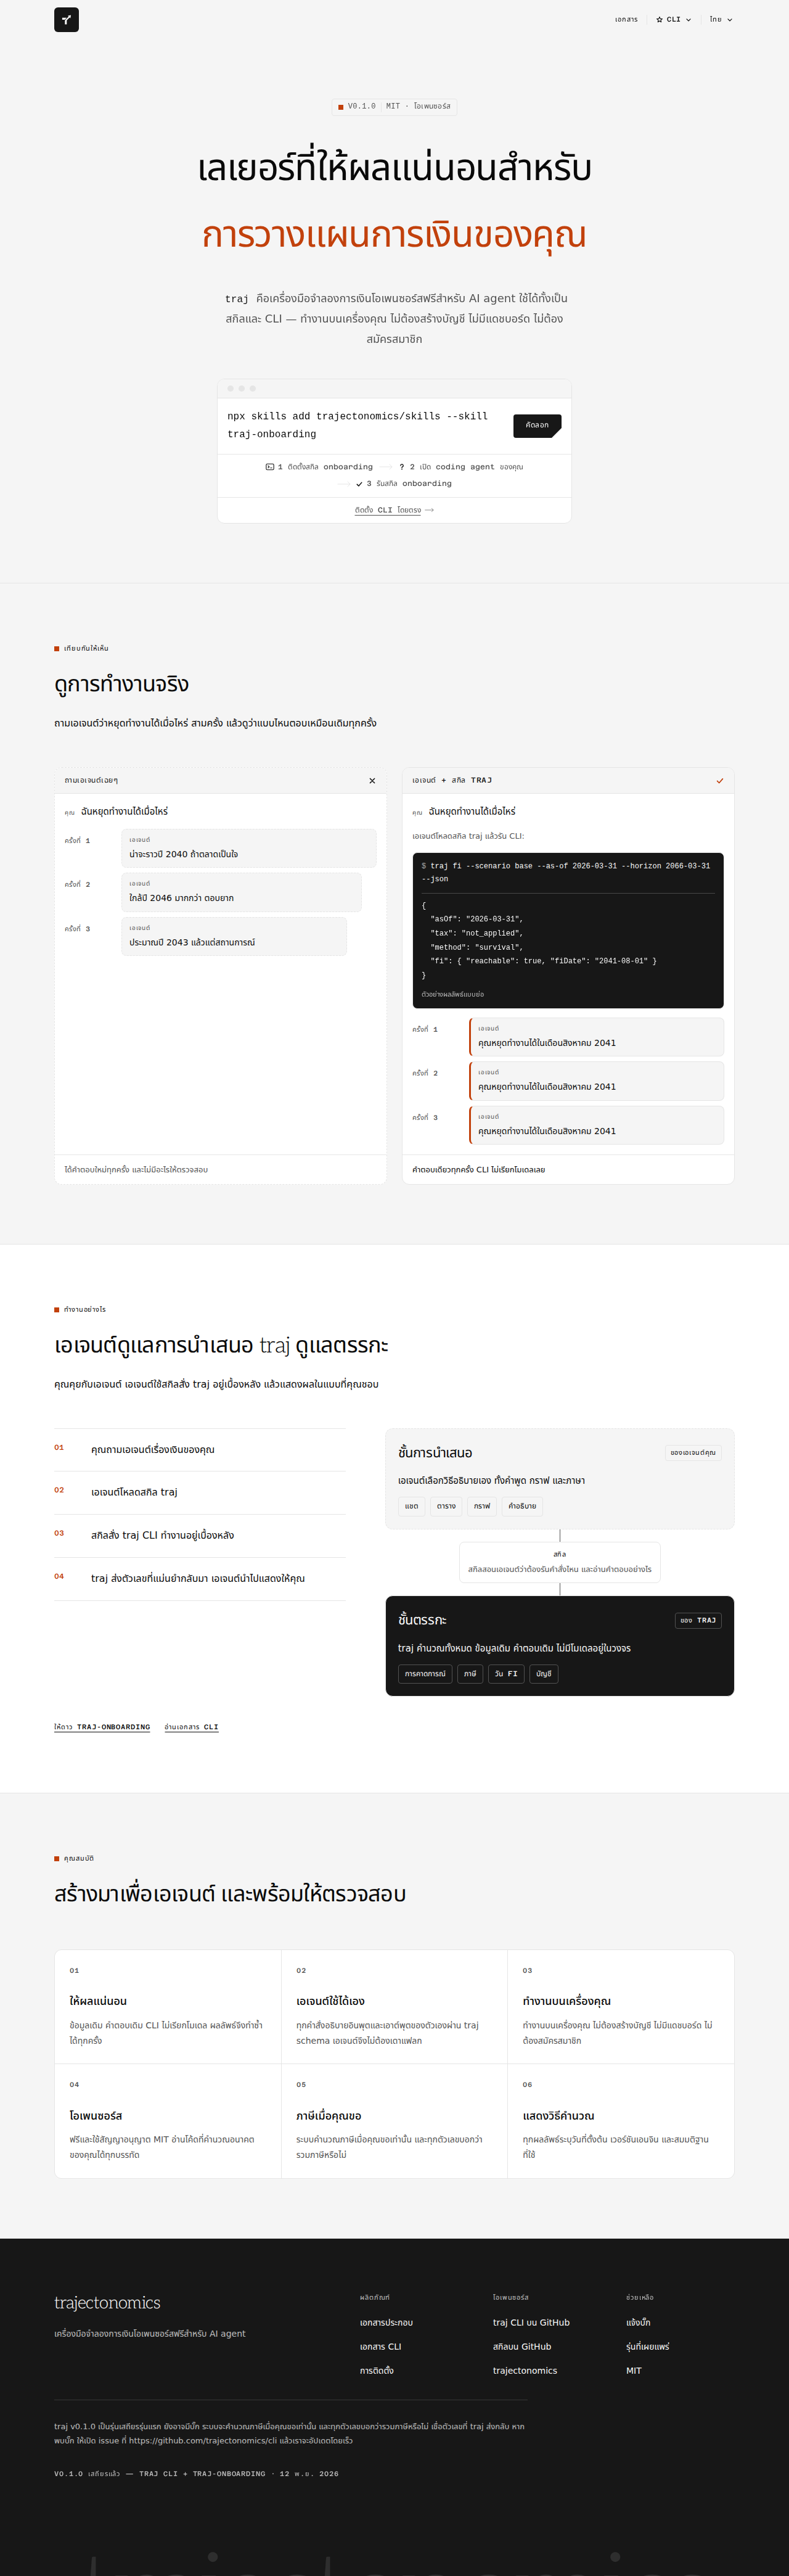 เอกสาร
CLI
ไทย
V0.1.0 MIT · โอเพนซอร์ส
เลเยอร์ที่ให้ผลแน่นอนสำหรับ
การวางแผนการเงินของคุณ
traj คือเครื่องมือจำลองการเงินโอเพนซอร์สฟรีสำหรับ AI agent ใช้ได้ทั้งเป็น
สกิลและ CLI — ทำงานบนเครื่องคุณ ไม่ต้องสร้างบัญชี ไม่มีแดชบอร์ด ไม่ต้อง
สมัครสมาชิก
npx skills add trajectonomics/skills --skill
traj-onboarding
คัดลอก
1 ติดตั้งสกิล onboarding ? 2 เปิด coding agent ของคุณ
3 รันสกิล onboarding
ติดตั้ง CLI โดยตรง
เทียบกันให้เห็น
ดูการทำงานจริง
ถามเอเจนต์ว่าหยุดทำงานได้เมื่อไหร่ สามครั้ง แล้วดูว่าแบบไหนตอบเหมือนเดิมทุกครั้ง
ถามเอเจนต์เฉยๆ
คุณ ฉันหยุดทำงานได้เมื่อไหร่
ครั้งที่ 1
เอเจนต์
น่าจะราวปี 2040 ถ้าตลาดเป็นใจ
ครั้งที่ 2
เอเจนต์
ใกล้ปี 2046 มากกว่า ตอบยาก
ครั้งที่ 3
เอเจนต์
ประมาณปี 2043 แล้วแต่สถานการณ์
ได้คำตอบใหม่ทุกครั้ง และไม่มีอะไรให้ตรวจสอบ
เอเจนต์ + สกิล TRAJ
คุณ ฉันหยุดทำงานได้เมื่อไหร่
เอเจนต์โหลดสกิล traj แล้วรัน CLI:
$ traj fi --scenario base --as-of 2026-03-31 --horizon 2066-03-31
--json
{
"asOf": "2026-03-31",
"tax": "not_applied",
"method": "survival",
"fi": { "reachable": true, "fiDate": "2041-08-01" }
}
ตัวอย่างผลลัพธ์แบบย่อ
ครั้งที่ 1
เอเจนต์
คุณหยุดทำงานได้ในเดือนสิงหาคม 2041
ครั้งที่ 2
เอเจนต์
คุณหยุดทำงานได้ในเดือนสิงหาคม 2041
ครั้งที่ 3
เอเจนต์
คุณหยุดทำงานได้ในเดือนสิงหาคม 2041
คำตอบเดียวทุกครั้ง CLI ไม่เรียกโมเดลเลย
ทำงานอย่างไร
เอเจนต์ดูแลการนำเสนอ traj ดูแลตรรกะ
คุณคุยกับเอเจนต์ เอเจนต์ใช้สกิลสั่ง traj อยู่เบื้องหลัง แล้วแสดงผลในแบบที่คุณชอบ
01 คุณถามเอเจนต์เรื่องเงินของคุณ
02 เอเจนต์โหลดสกิล traj
03 สกิลสั่ง traj CLI ทำงานอยู่เบื้องหลัง
04 traj ส่งตัวเลขที่แม่นยำกลับมา เอเจนต์นำไปแสดงให้คุณ
ชั้นการนำเสนอ
ของเอเจนต์คุณ
เอเจนต์เลือกวิธีอธิบายเอง ทั้งคำพูด กราฟ และภาษา
แชต ตาราง กราฟ คำอธิบาย
สกิล
สกิลสอนเอเจนต์ว่าต้องรันคำสั่งไหน และอ่านคำตอบอย่างไร
ชั้นตรรกะ
ของ TRAJ
traj คำนวณทั้งหมด ข้อมูลเดิม คำตอบเดิม ไม่มีโมเดลอยู่ในวงจร
การคาดการณ์ ภาษี วัน FI บัญชี
ให้ดาว TRAJ-ONBOARDING อ่านเอกสาร CLI
คุณสมบัติ
สร้างมาเพื่อเอเจนต์ และพร้อมให้ตรวจสอบ
01
ให้ผลแน่นอน
ข้อมูลเดิม คำตอบเดิม CLI ไม่เรียกโมเดล ผลลัพธ์จึงทำซ้ำ
ได้ทุกครั้ง
02
เอเจนต์ใช้ได้เอง
ทุกคำสั่งอธิบายอินพุตและเอาต์พุตของตัวเองผ่าน traj
schema เอเจนต์จึงไม่ต้องเดาแฟลก
03
ทำงานบนเครื่องคุณ
ทำงานบนเครื่องคุณ ไม่ต้องสร้างบัญชี ไม่มีแดชบอร์ด ไม่
ต้องสมัครสมาชิก
04
โอเพนซอร์ส
ฟรีและใช้สัญญาอนุญาต MIT อ่านโค้ดที่คำนวณอนาคต
ของคุณได้ทุกบรรทัด
05
ภาษีเมื่อคุณขอ
ระบบคำนวณภาษีเมื่อคุณขอเท่านั้น และทุกตัวเลขบอกว่า
รวมภาษีหรือไม่
06
แสดงวิธีคำนวณ
ทุกผลลัพธ์ระบุวันที่ตั้งต้น เวอร์ชันเอนจิน และสมมติฐาน
ที่ใช้
trajectonomics
เครื่องมือจำลองการเงินโอเพนซอร์สฟรีสำหรับ AI agent
ผลิตภัณฑ์
เอกสารประกอบ
เอกสาร CLI
การติดตั้ง
โอเพนซอร์ส
traj CLI บน GitHub
สกิลบน GitHub
trajectonomics
ช่วยเหลือ
แจ้งบั๊ก
รุ่นที่เผยแพร่
MIT
traj v0.1.0 เป็นรุ่นเสถียรรุ่นแรก ยังอาจมีบั๊ก ระบบจะคำนวณภาษีเมื่อคุณขอเท่านั้น และทุกตัวเลขบอกว่ารวมภาษีหรือไม่ เชื่อตัวเลขที่ traj ส่งกลับ หาก
พบบั๊ก ให้เปิด issue ที่ https://github.com/trajectonomics/cli แล้วเราจะอัปเดตโดยเร็ว
V0.1.0 เสถียรแล้ว — TRAJ CLI + TRAJ-ONBOARDING · 12 พ.ย. 2026